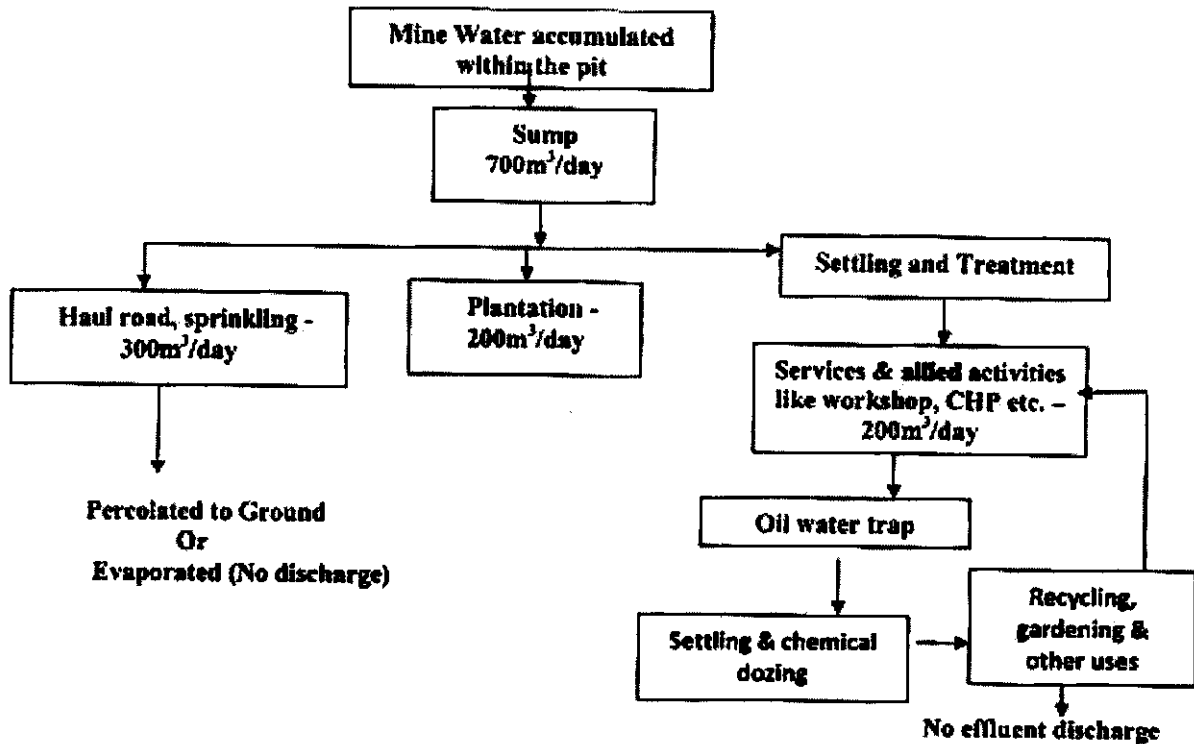 Mine Water accumulated
within the pit
Sump
700m³/day
Settling and Treatment
Haul road, sprinkling -
300m³/day
Plantation -
200m³/day
Services & allied activities
like workshop, CHP etc. –
200m³/day
Percolated to Ground
Or
Evaporated (No discharge)
Oil water trap
Settling & chemical
dozing
Recycling,
gardening &
other uses
No effluent discharge